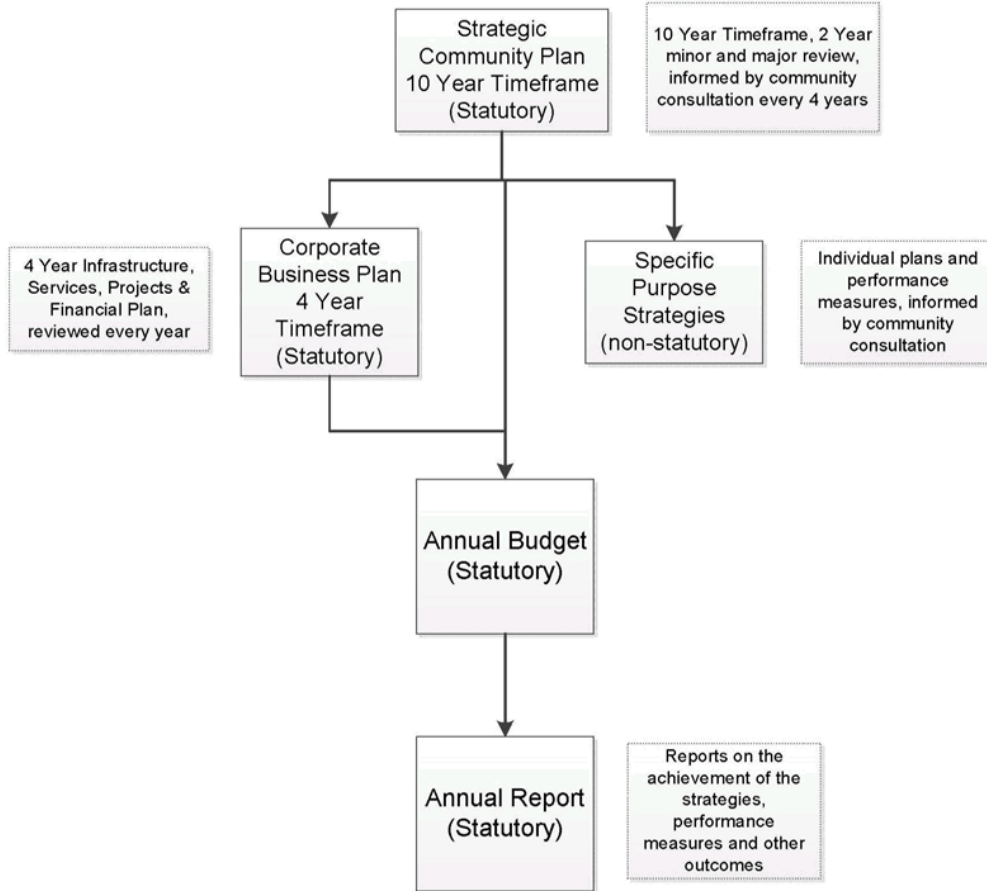 Strategic
Community Plan
10 Year Timeframe
(Statutory)
10 Year Timeframe, 2 Year
minor and major review,
informed by community
consultation every 4 years
4 Year Infrastructure,
Services, Projects &
Financial Plan,
reviewed every year
Corporate
Business Plan
4 Year
Timeframe
(Statutory)
Specific
Purpose
Strategies
(non-statutory)
Individual plans and
performance
measures, informed
by community
consultation
Annual Budget
(Statutory)
Annual Report
(Statutory)
Reports on the
achievement of the
strategies,
performance
measures and other
outcomes